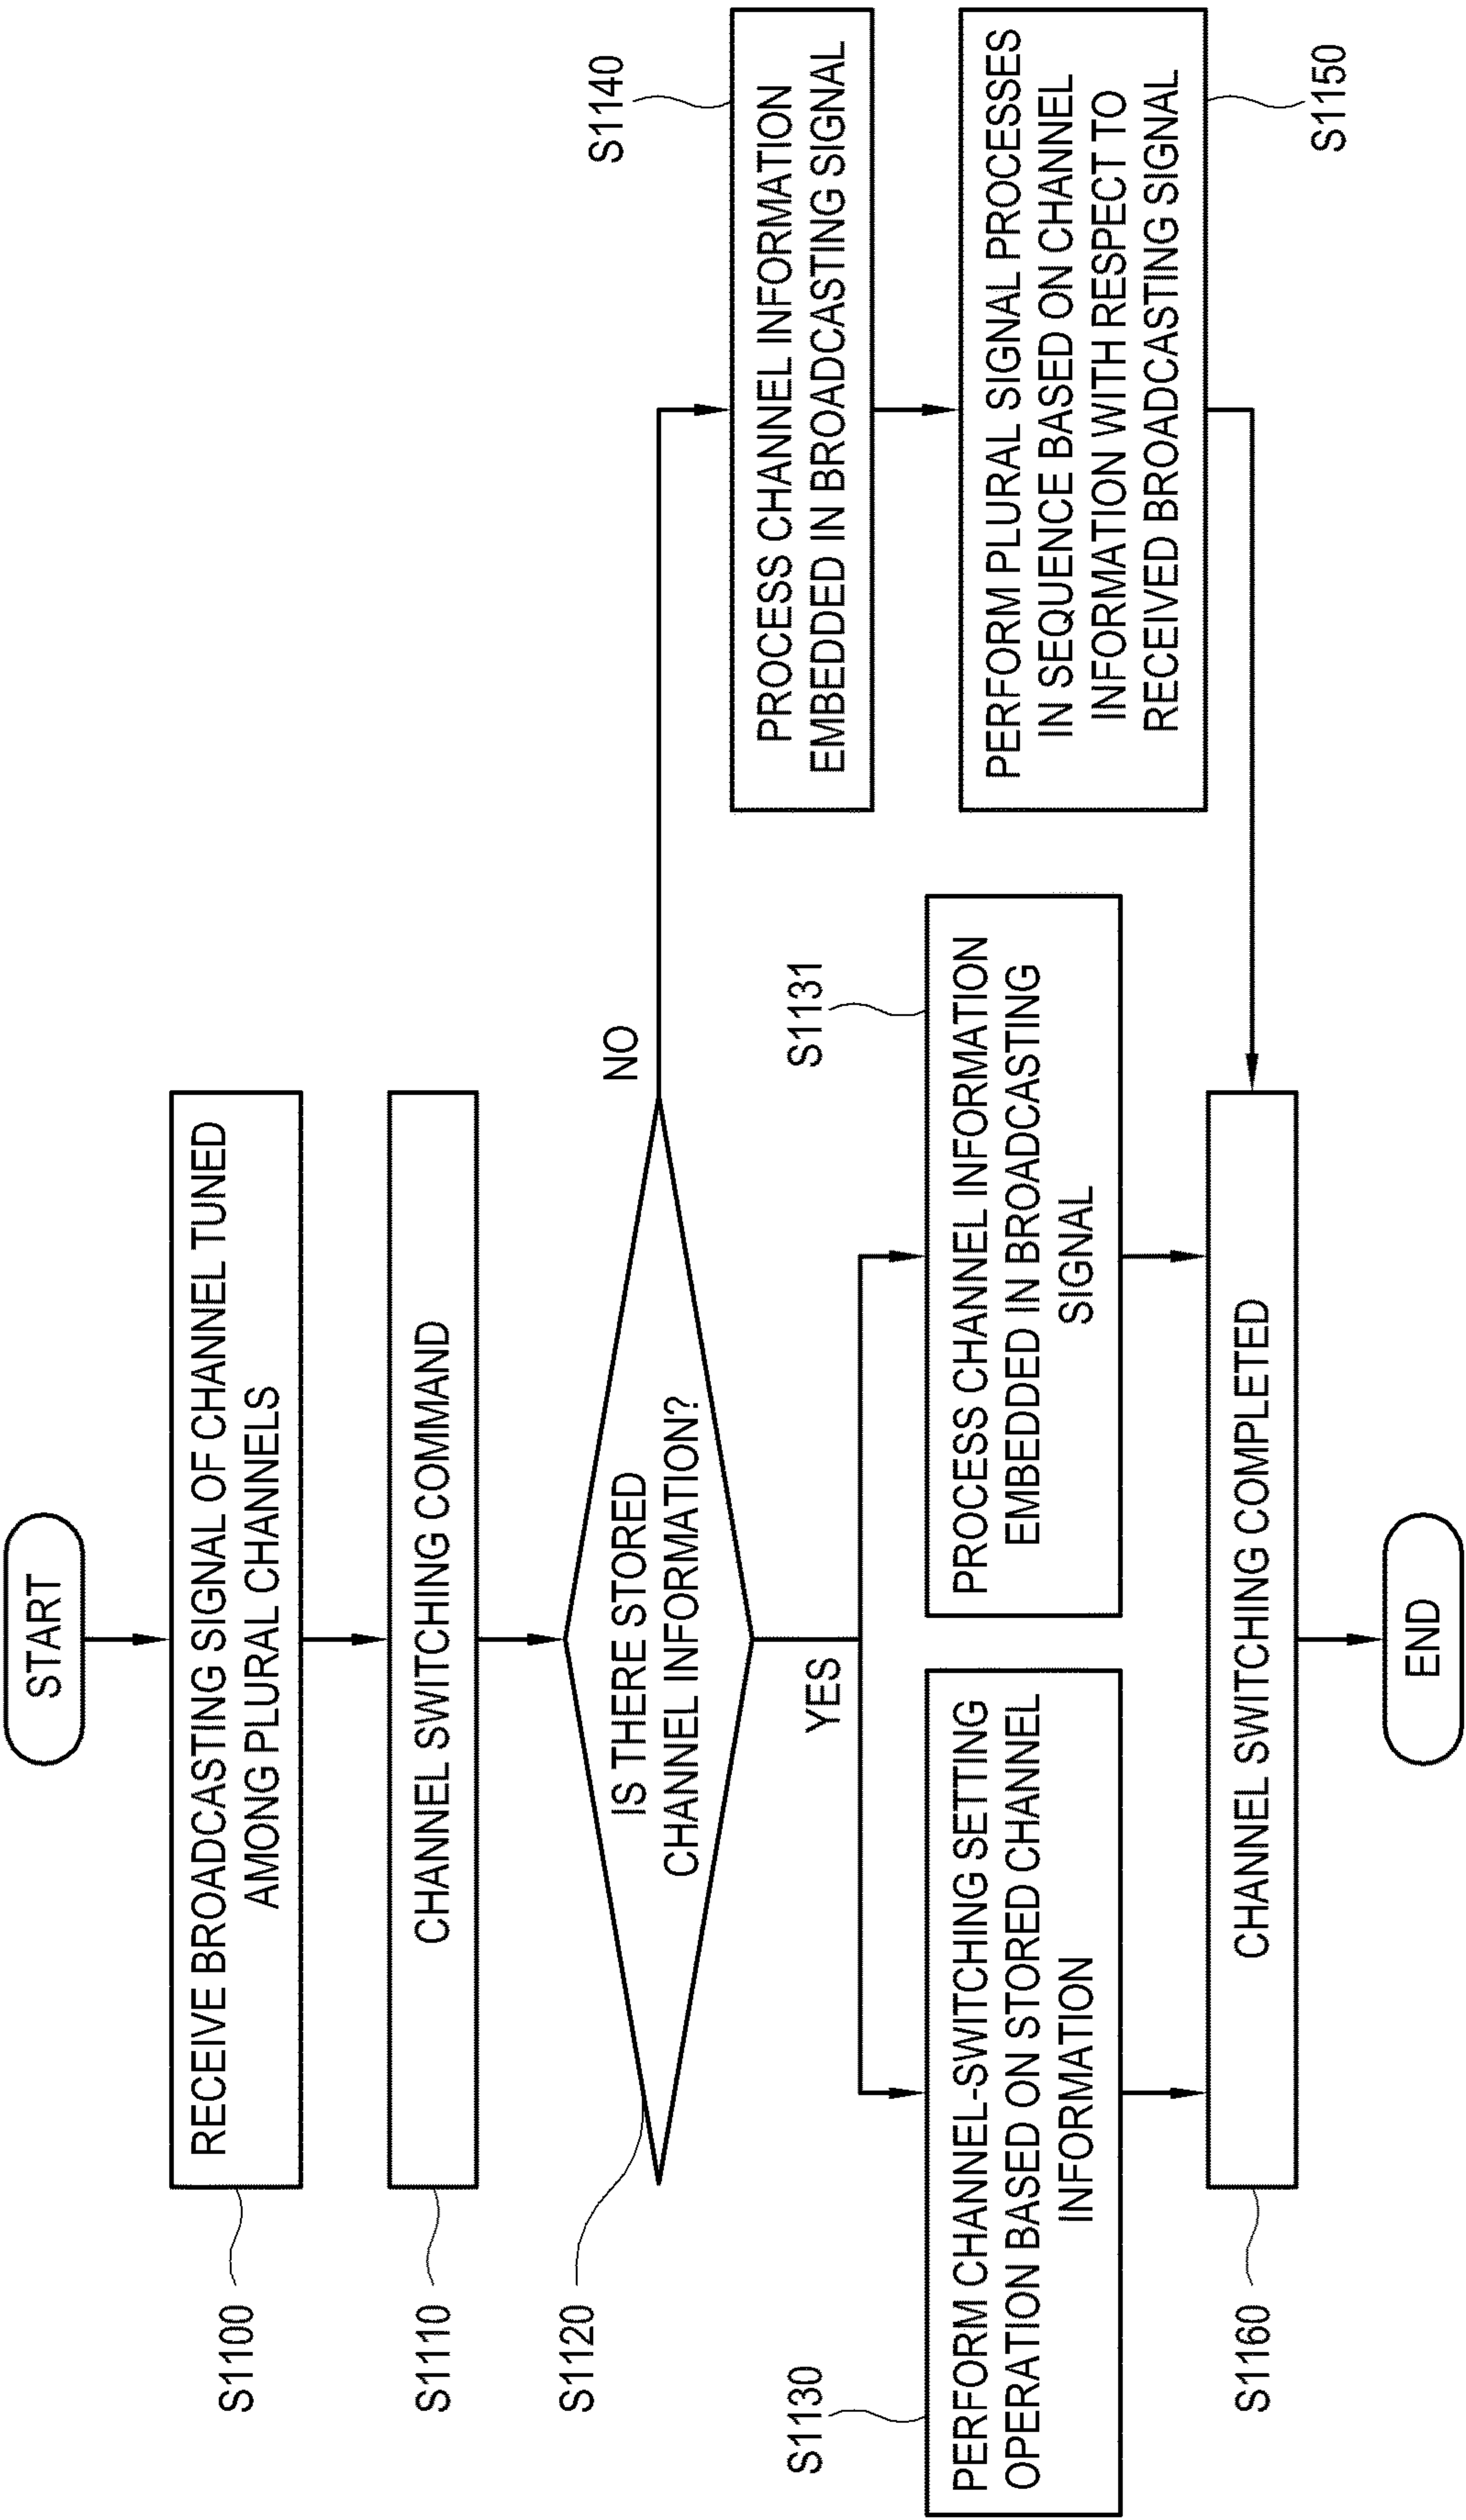 START
S1100
RECEIVE BROADCASTING SIGNAL OF CHANNEL TUNED
AMONG PLURAL CHANNELS
S1110
CHANNEL SWITCHING COMMAND
S1120
IS THERE STORED
CHANNEL INFORMATION?
NO
YES
S1130
PERFORM CHANNEL-SWITCHING SETTING
OPERATION BASED ON STORED CHANNEL
INFORMATION
S1131
PROCESS CHANNEL INFORMATION
EMBEDDED IN BROADCASTING
SIGNAL
S1140
PROCESS CHANNEL INFORMATION
EMBEDDED IN BROADCASTING SIGNAL
PERFORM PLURAL SIGNAL PROCESSES
IN SEQUENCE BASED ON CHANNEL
INFORMATION WITH RESPECT TO
RECEIVED BROADCASTING SIGNAL
S1150
S1160
CHANNEL SWITCHING COMPLETED
END